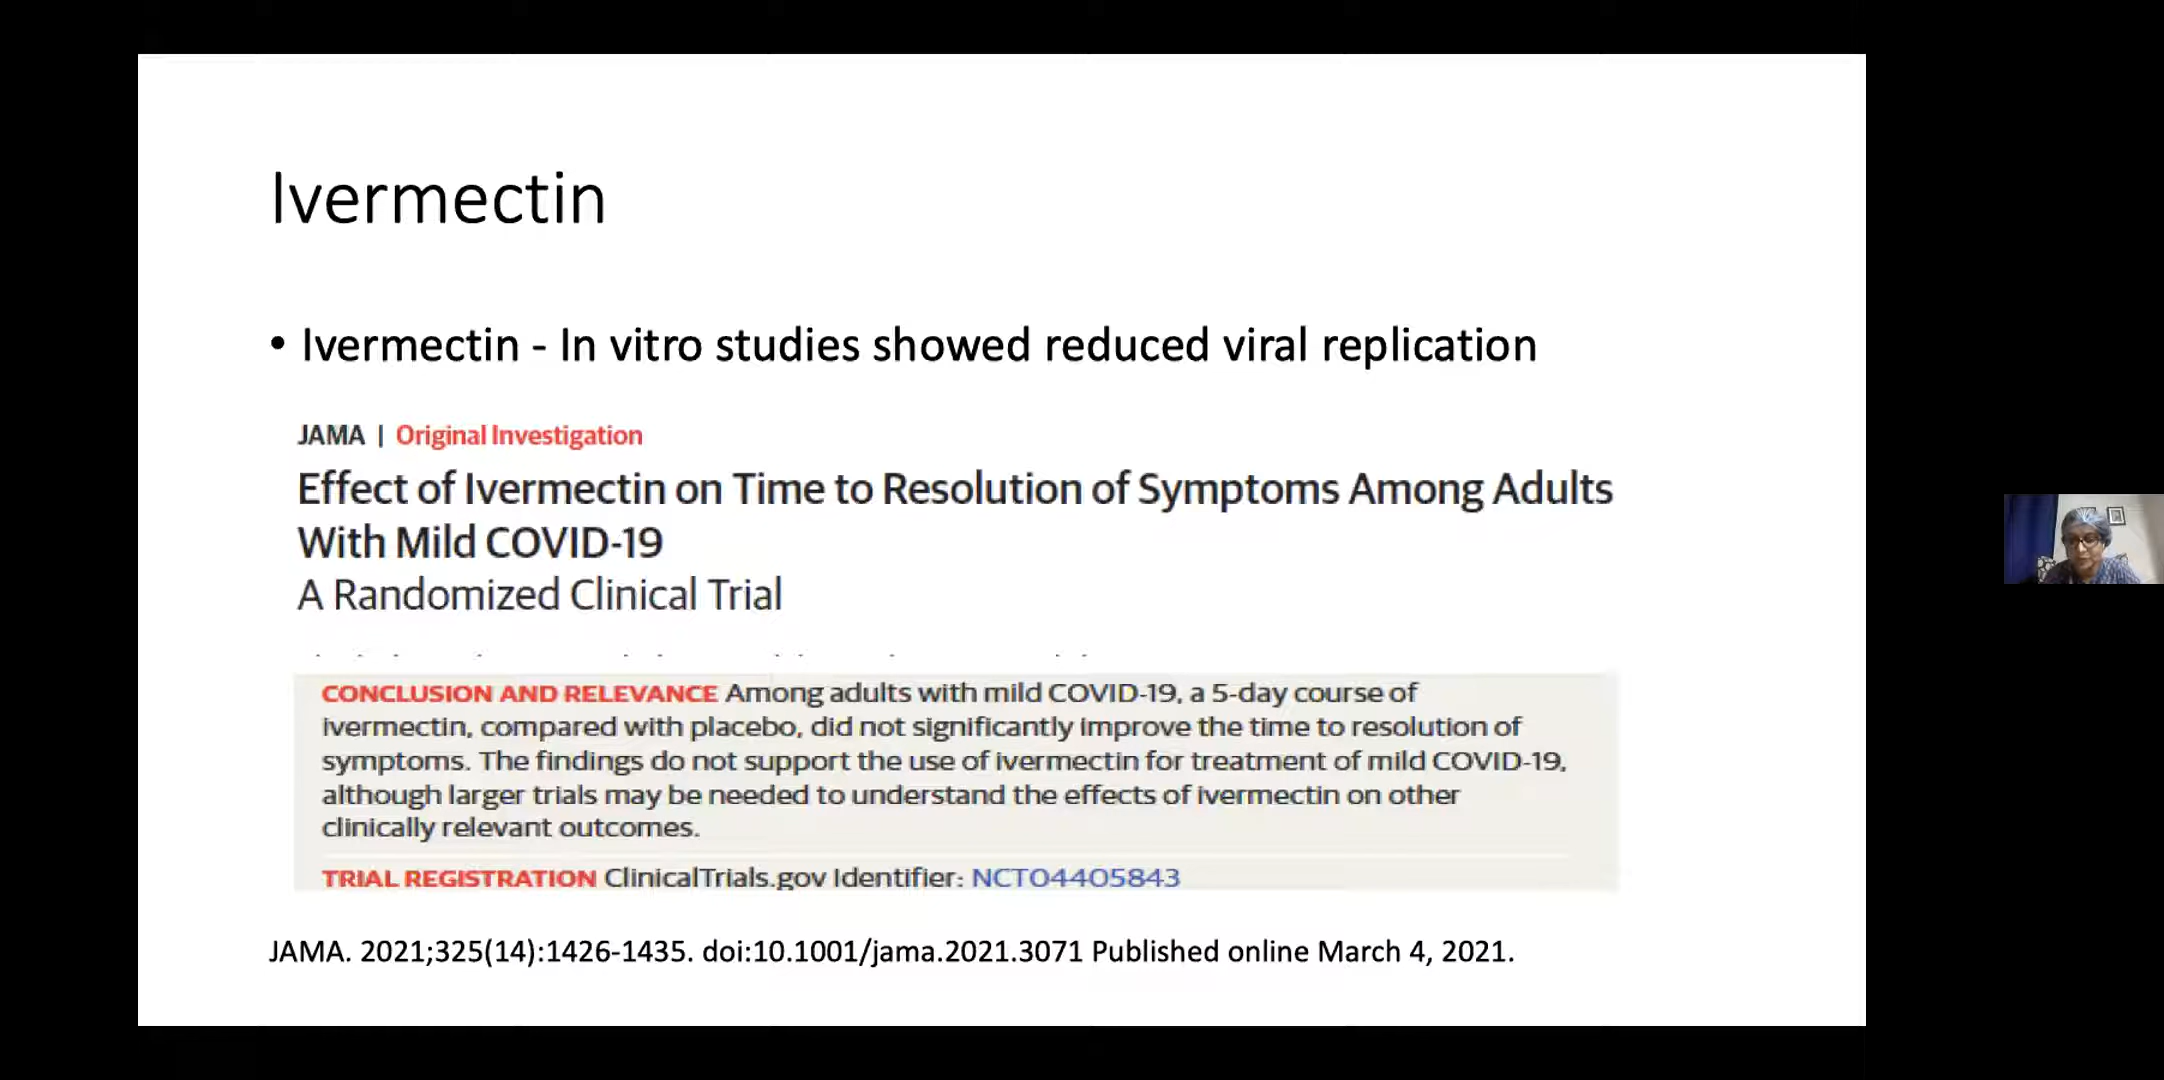 Ivermectin
• Ivermectin - In vitro studies showed reduced viral replication
JAMA | Original Investigation
Effect of Ivermectin on Time to Resolution of Symptoms Among Adults
With Mild COVID-19
A Randomized Clinical Trial
CONCLUSION AND RELEVANCE Among adults with mild COVID-19, a 5-day course of
ivermectin, compared with placebo, did not significantly improve the time to resolution of
symptoms. The findings do not support the use of ivermectin for treatment of mild COVID-19,
although larger trials may be needed to understand the effects of ivermectin on other
clinically relevant outcomes.
TRIAL REGISTRATION ClinicalTrials.gov Identifier: NCT04405843
JAMA. 2021;325(14):1426-1435. doi:10.1001/jama.2021.3071 Published online March 4, 2021.